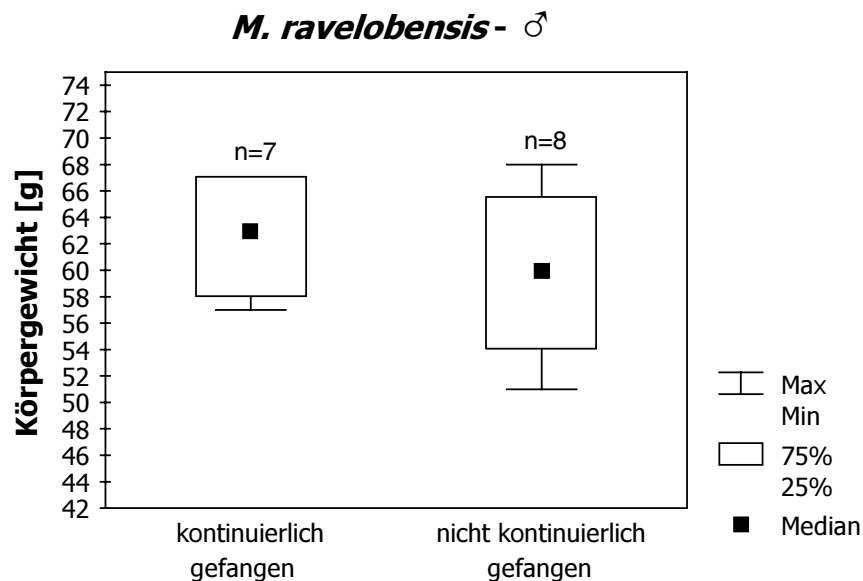 M. ravelobensis - ♂
Körpergewicht [g]
74
72
70
68
66
64
62
60
58
56
54
52
50
48
46
44
42
n=7
n=8
kontinuierlich
gefangen
nicht kontinuierlich
gefangen
Max
Min
75%
25%
Median